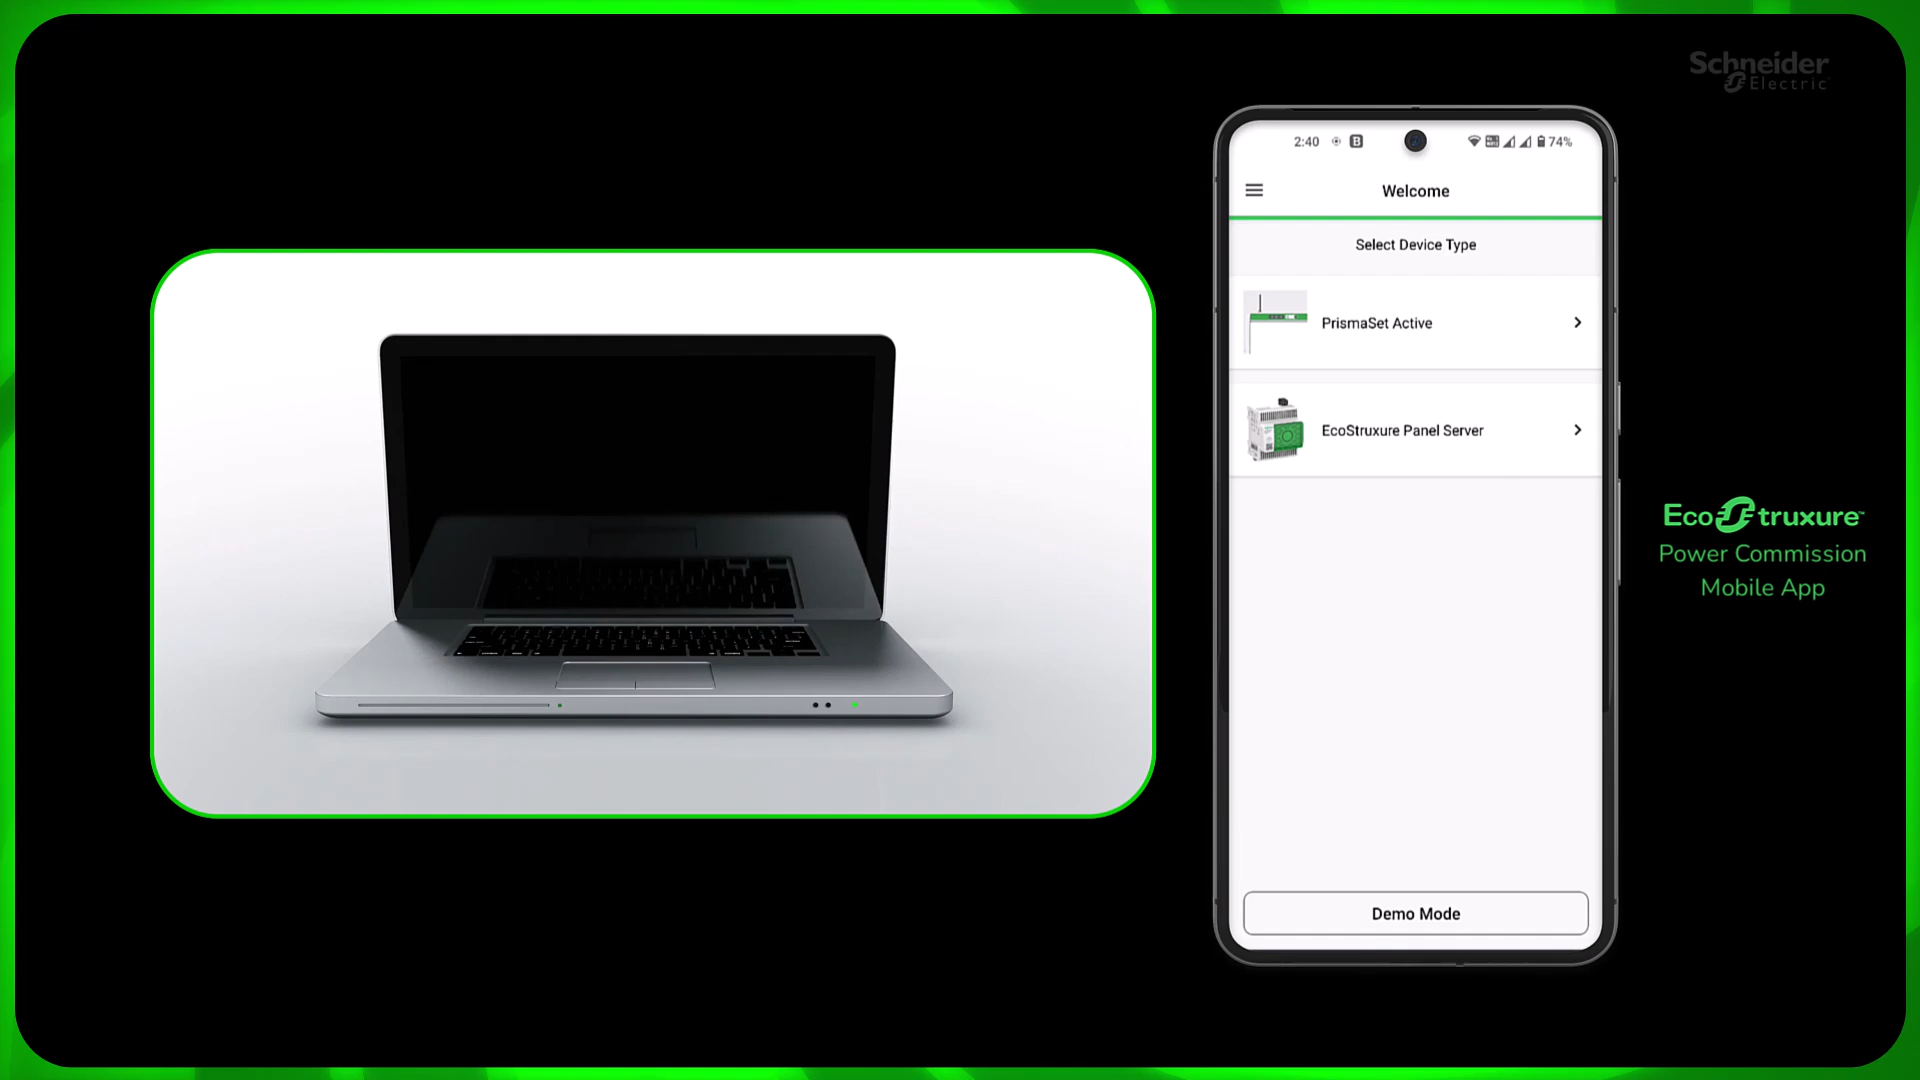 Schneider
Electric
2:40
74%
Welcome
Select Device Type
PrismaSet Active
EcoStruxure Panel Server
EcoStruxure™
Power Commission
Mobile App
Demo Mode